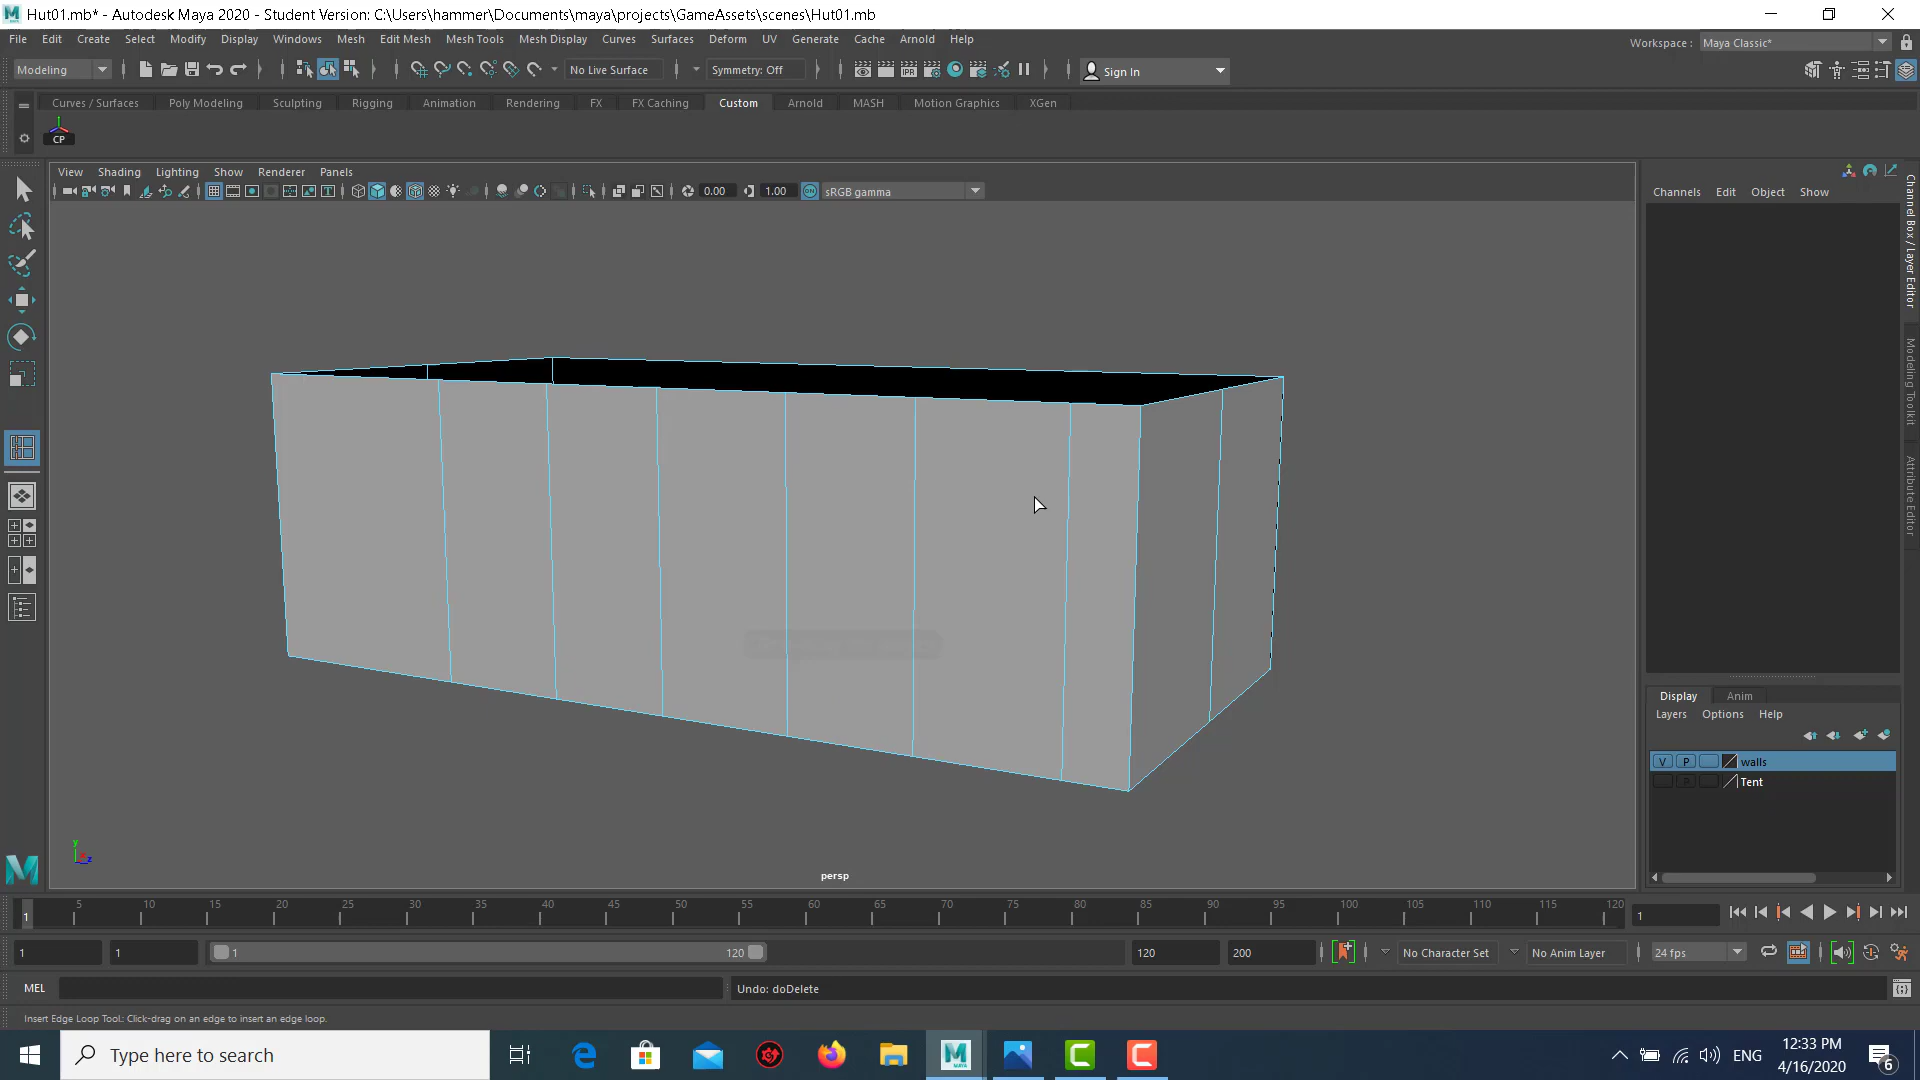 Hut01.mb* - Autodesk Maya 2020 - Student Version: C:\Users\hammer\Documents\maya\projects\GameAssets\scenes\Hut01.mb
File Edit Create Select Modify Display Windows Mesh Edit Mesh Mesh Tools Mesh Display Curves Surfaces Deform UV Generate Cache Arnold Help
Workspace : Maya Classic*
Modeling No Live Surface Symmetry: Off IPR Sign In
Curves / Surfaces Poly Modeling Sculpting Rigging Animation Rendering FX FX Caching Custom Arnold MASH Motion Graphics XGen
CP
View Shading Lighting Show Renderer Panels
0.00 1.00 ON sRGB gamma
Channels Edit Object Show
Channel Box / Layer Editor
Modeling Toolkit
Attribute Editor
Display Anim
Layers Options Help
V P walls
P Tent
y
z
persp
1 5 10 15 20 25 30 35 40 45 50 55 60 65 70 75 80 85 90 95 100 105 110 115 120 1
1 1 1 120 120 200 No Character Set No Anim Layer 24 fps
MEL Undo: doDelete
Insert Edge Loop Tool: Click-drag on an edge to insert an edge loop.
Type here to search
ENG
12:33 PM
4/16/2020
6